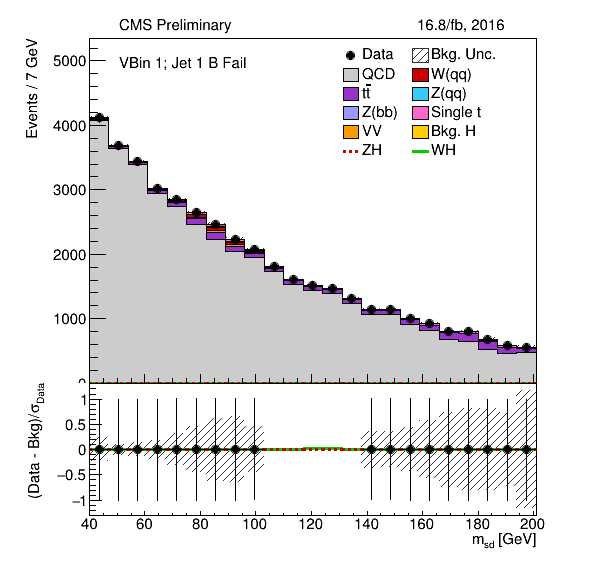 CMS Preliminary 16.8/fb, 2016
Events / 7 GeV
VBin 1; Jet 1 B Fail
Data Bkg. Unc.
QCD W(qq)
tt̄ Z(qq)
Z(bb) Single t
VV Bkg. H
ZH WH
5000
4000
3000
2000
1000
0
(Data - Bkg)/σData
1
0.5
0
−0.5
−1
40 60 80 100 120 140 160 180 200
msd [GeV]